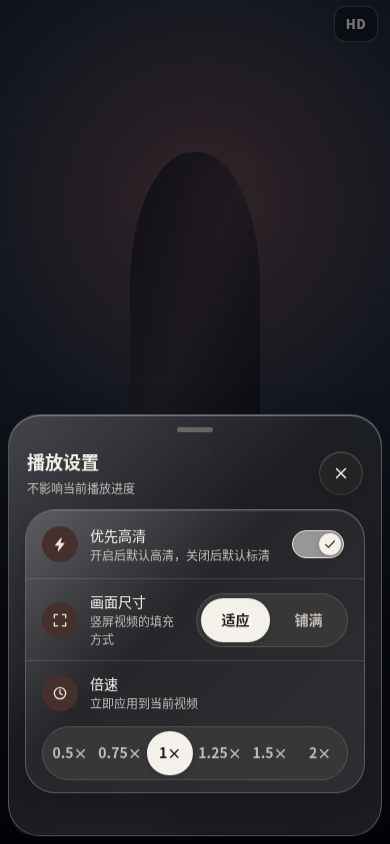 HD
播放设置
不影响当前播放进度
优先高清
开启后默认高清，关闭后默认标清
画面尺寸
竖屏视频的填充
方式
适应
铺满
倍速
立即应用到当前视频
0.5× 0.75× 1× 1.25× 1.5× 2×